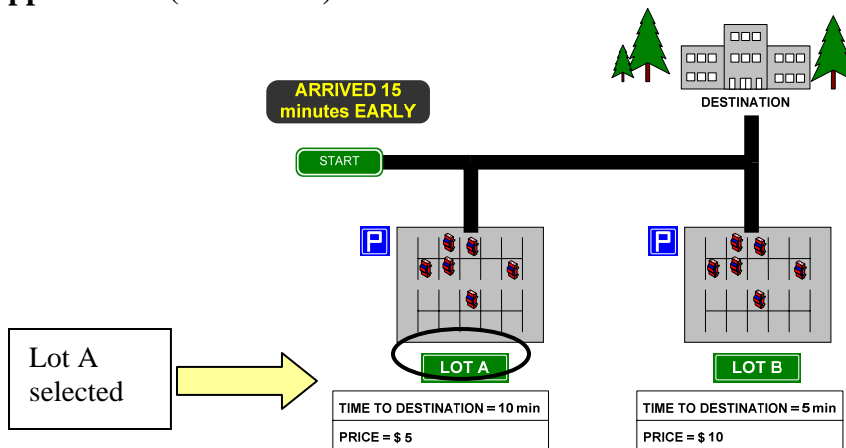 ARRIVED 15
minutes EARLY
DESTINATION
START
P
P
Lot A
selected
LOT A
LOT B
TIME TO DESTINATION = 10 min
PRICE = $ 5
TIME TO DESTINATION = 5 min
PRICE = $ 10